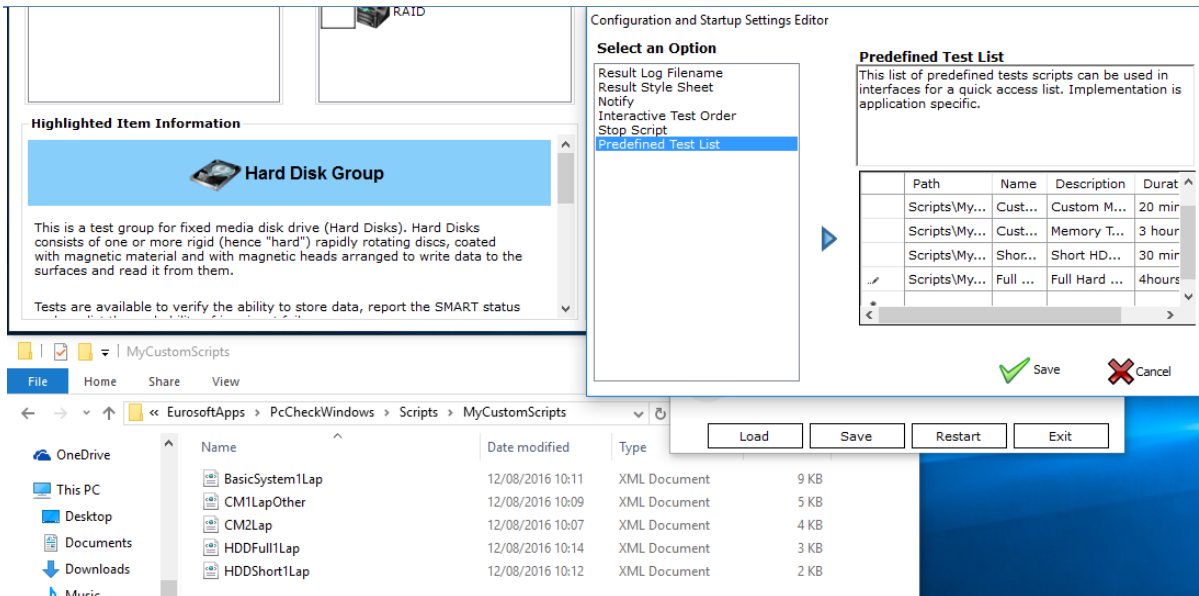 RAID
Highlighted Item Information
Hard Disk Group
This is a test group for fixed media disk drive (Hard Disks). Hard Disks
consists of one or more rigid (hence "hard") rapidly rotating discs, coated
with magnetic material and with magnetic heads arranged to write data to the
surfaces and read it from them.
Tests are available to verify the ability to store data, report the SMART status
Configuration and Startup Settings Editor
Select an Option
Result Log Filename
Result Style Sheet
Notify
Interactive Test Order
Stop Script
Predefined Test List
Predefined Test List
This list of predefined tests scripts can be used in
interfaces for a quick access list. Implementation is
application specific.
Path Name Description Durat
Scripts\My... Cust... Custom M... 20 min
Scripts\My... Cust... Memory T... 3 hour
Scripts\My... Shor... Short HD... 30 min
Scripts\My... Full ... Full Hard ... 4hours
Save Cancel
Load Save Restart Exit
MyCustomScripts
File Home Share View
« EurosoftApps > PcCheckWindows > Scripts > MyCustomScripts
OneDrive
This PC
Desktop
Documents
Downloads
Music
Name Date modified Type
BasicSystem1Lap 12/08/2016 10:11 XML Document 9 KB
CM1LapOther 12/08/2016 10:09 XML Document 5 KB
CM2Lap 12/08/2016 10:07 XML Document 4 KB
HDDFull1Lap 12/08/2016 10:14 XML Document 3 KB
HDDShort1Lap 12/08/2016 10:12 XML Document 2 KB